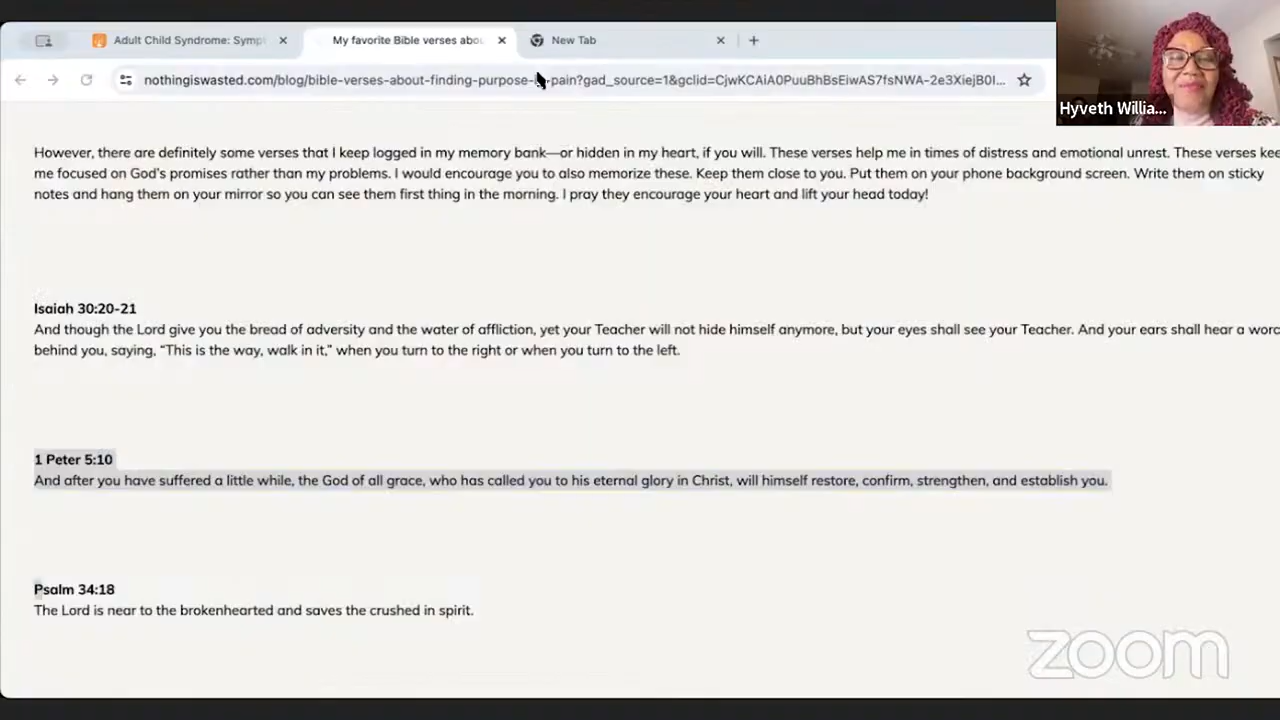 Adult Child Syndrome: Symp
My favorite Bible verses abou
New Tab
nothingiswasted.com/blog/bible-verses-about-finding-purpose-i-pain?gad_source=1&gclid=CjwKCAiA0PuuBhBsEiwAS7fsNWA-2e3XiejB0I...
Hyveth Willia...
However, there are definitely some verses that I keep logged in my memory bank—or hidden in my heart, if you will. These verses help me in times of distress and emotional unrest. These verses kee
me focused on God's promises rather than my problems. I would encourage you to also memorize these. Keep them close to you. Put them on your phone background screen. Write them on sticky
notes and hang them on your mirror so you can see them first thing in the morning. I pray they encourage your heart and lift your head today!
Isaiah 30:20-21
And though the Lord give you the bread of adversity and the water of affliction, yet your Teacher will not hide himself anymore, but your eyes shall see your Teacher. And your ears shall hear a word
behind you, saying, “This is the way, walk in it,” when you turn to the right or when you turn to the left.
1 Peter 5:10
And after you have suffered a little while, the God of all grace, who has called you to his eternal glory in Christ, will himself restore, confirm, strengthen, and establish you.
Psalm 34:18
The Lord is near to the brokenhearted and saves the crushed in spirit.
zoom